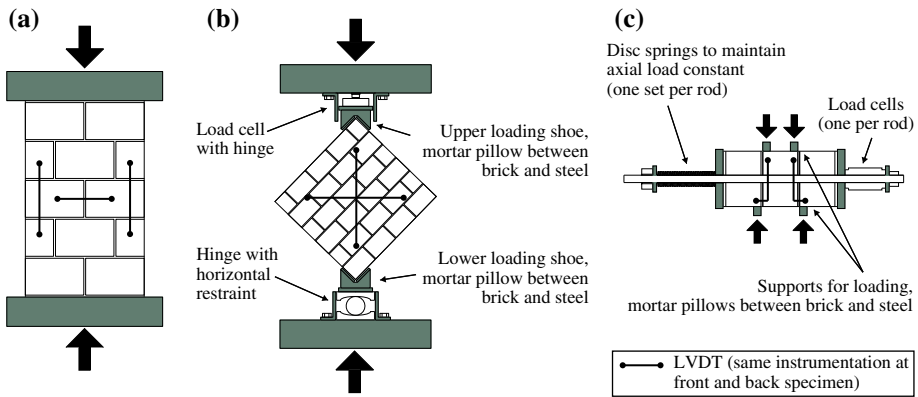 (a)
(b)
Load cell
with hinge
Upper loading shoe,
mortar pillow between
brick and steel
Hinge with
horizontal
restraint
Lower loading shoe,
mortar pillow between
brick and steel
(c)
Disc springs to maintain
axial load constant
(one set per rod)
Load cells
(one per rod)
Supports for loading,
mortar pillows between brick and steel
LVDT (same instrumentation at
front and back specimen)